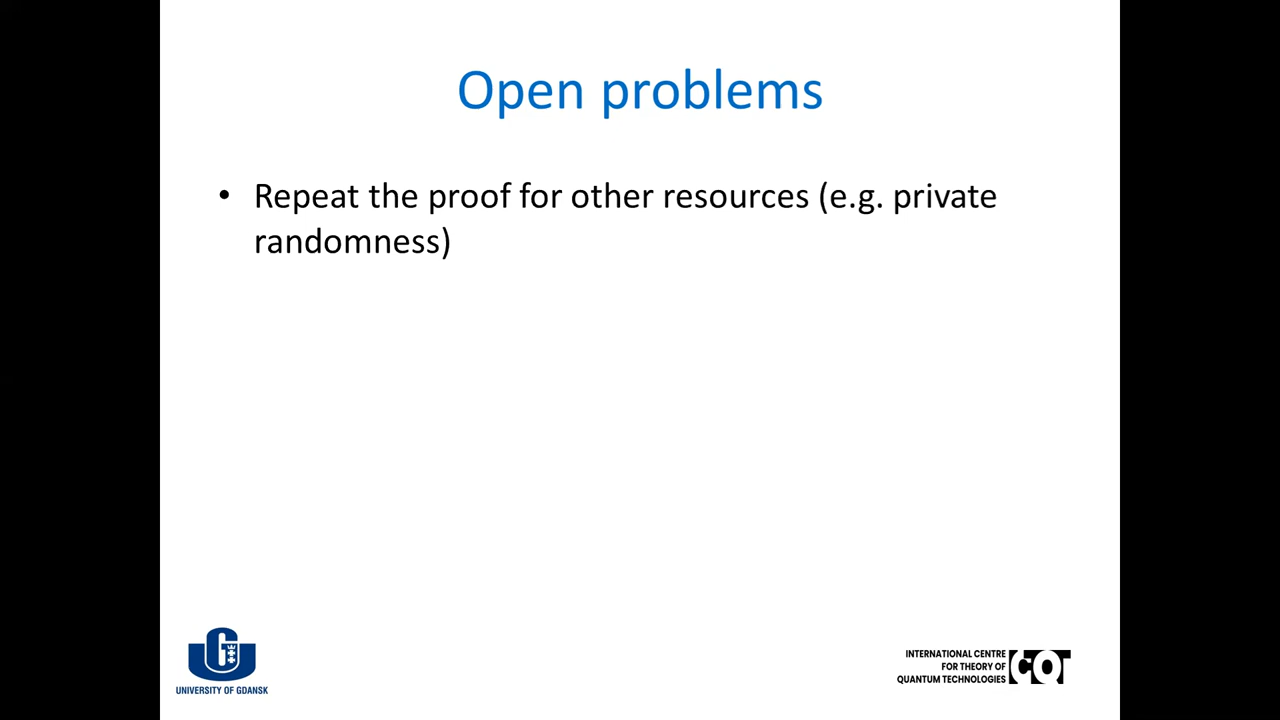 Open problems
• Repeat the proof for other resources (e.g. private
randomness)
UNIVERSITY OF GDAŃSK
INTERNATIONAL CENTRE
FOR THEORY OF
QUANTUM TECHNOLOGIES